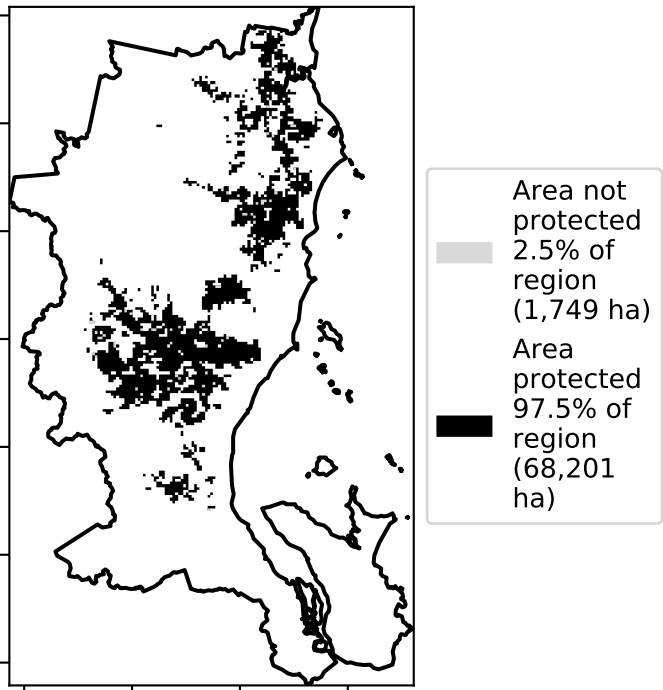 Area not
protected
2.5% of
region
(1,749 ha)
Area
protected
97.5% of
region
(68,201
ha)